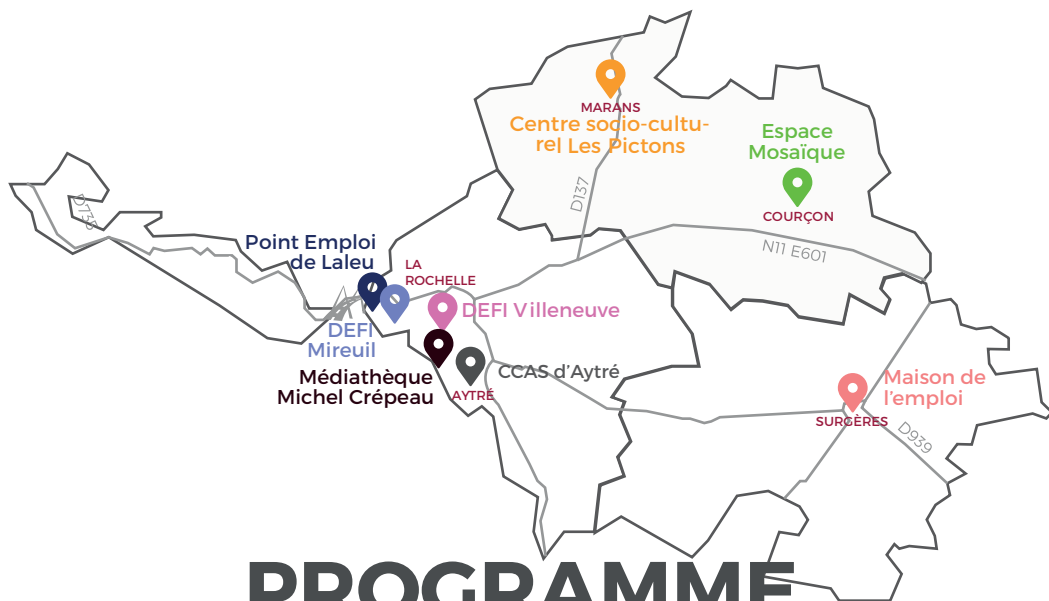 MARANS
Centre socio-cultu-
rel Les Pictons
Espace
Mosaïque
COURÇON
D137
D735
N11 E601
Point Emploi
de Laleu
LA
ROCHELLE
DEFI Villeneuve
DEFI
Mireuil
Médiathèque
Michel Crépeau
AYTRÉ
CCAS d'Aytré
Maison de
l'emploi
SURGÈRES
D939
PROGRAMME